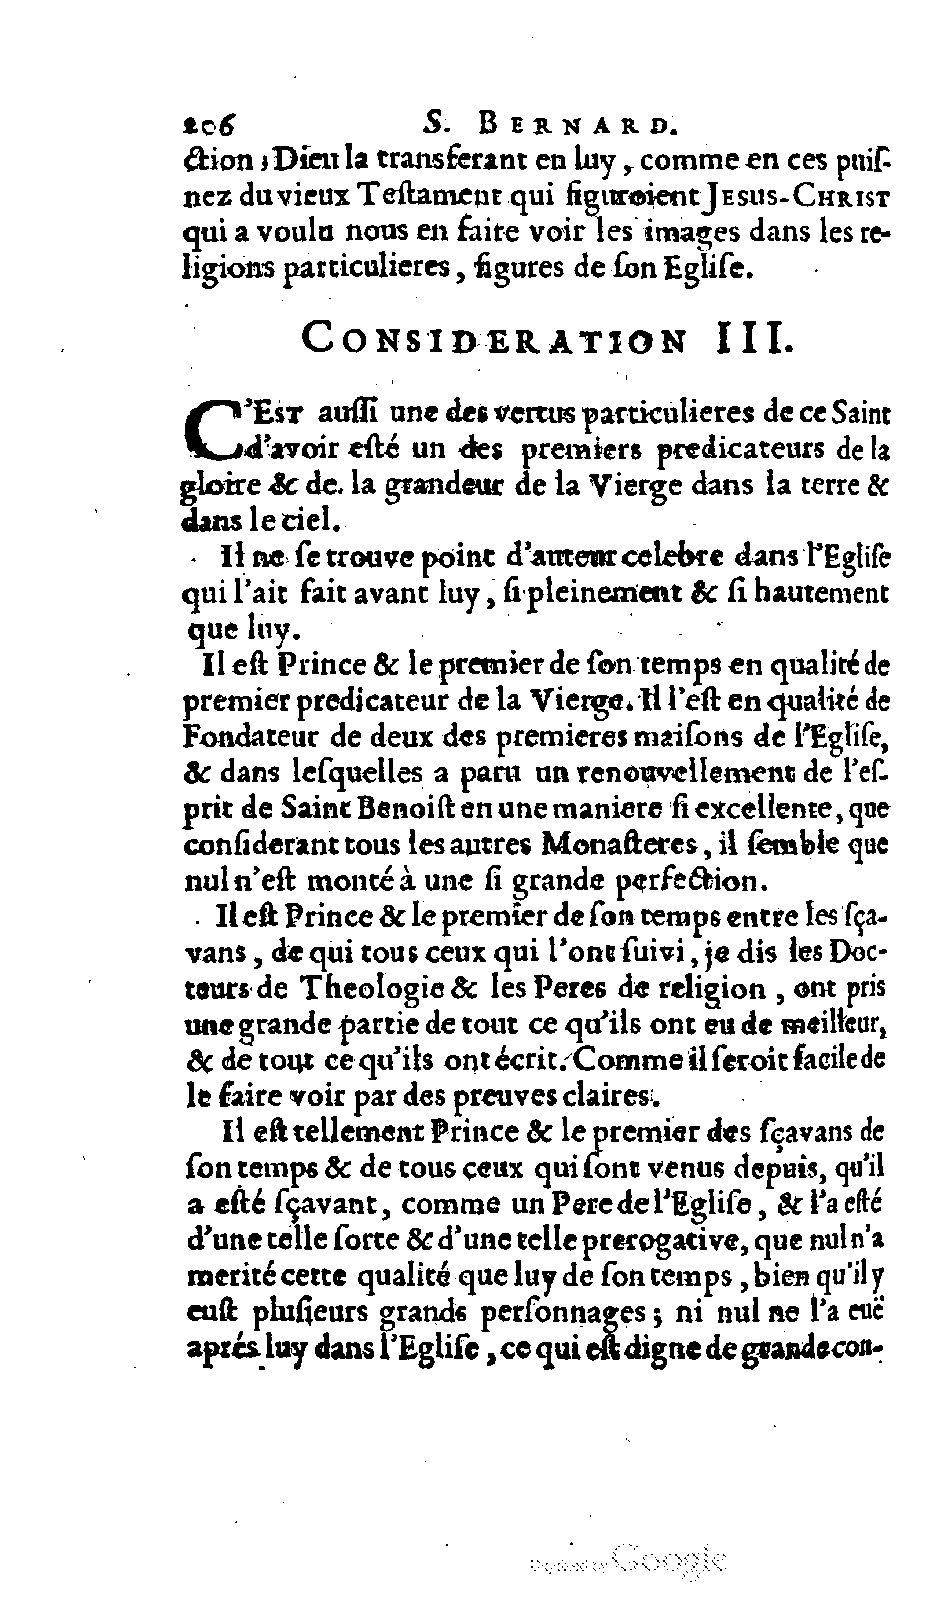 206 S. BERNARD.
ction ; Dieu la transferant en luy, comme en ces puiſ-
nez du vieux Teſtament qui figuroient JESUS-CHRIST
qui a voulu nous en faire voir les images dans les re-
ligions particulieres, figures de ſon Egliſe.
CONSIDERATION III.
C'EST auſſi une des vertus particulieres de ce Saint
d'avoir eſté un des premiers predicateurs de la
gloire & de la grandeur de la Vierge dans la terre &
dans le ciel.
Il ne ſe trouve point d'auteur celebre dans l'Egliſe
qui l'ait fait avant luy, ſi pleinement & ſi hautement
que luy.
Il eſt Prince & le premier de ſon temps en qualité de
premier predicateur de la Vierge. Il l'eſt en qualité de
Fondateur de deux des premieres maiſons de l'Egliſe,
& dans leſquelles a paru un renouvellement de l'eſ-
prit de Saint Benoiſt en une maniere ſi excellente, que
conſiderant tous les autres Monaſteres, il ſemble que
nul n'eſt monté à une ſi grande perfection.
Il eſt Prince & le premier de ſon temps entre les ſça-
vans, de qui tous ceux qui l'ont ſuivi, je dis les Doc-
teurs de Theologie & les Peres de religion, ont pris
une grande partie de tout ce qu'ils ont eu de meilleur,
& de tout ce qu'ils ont écrit. Comme il ſeroit facile de
le faire voir par des preuves claires.
Il eſt tellement Prince & le premier des ſçavans de
ſon temps & de tous ceux qui ſont venus depuis, qu'il
a eſté ſçavant, comme un Pere de l'Egliſe, & l'a eſté
d'une telle ſorte & d'une telle prerogative, que nul n'a
merité cette qualité que luy de ſon temps, bien qu'il y
euſt pluſieurs grands perſonnages; ni nul ne l'a euë
aprés luy dans l'Egliſe, ce qui eſt digne de grande con-
Digitized by Google